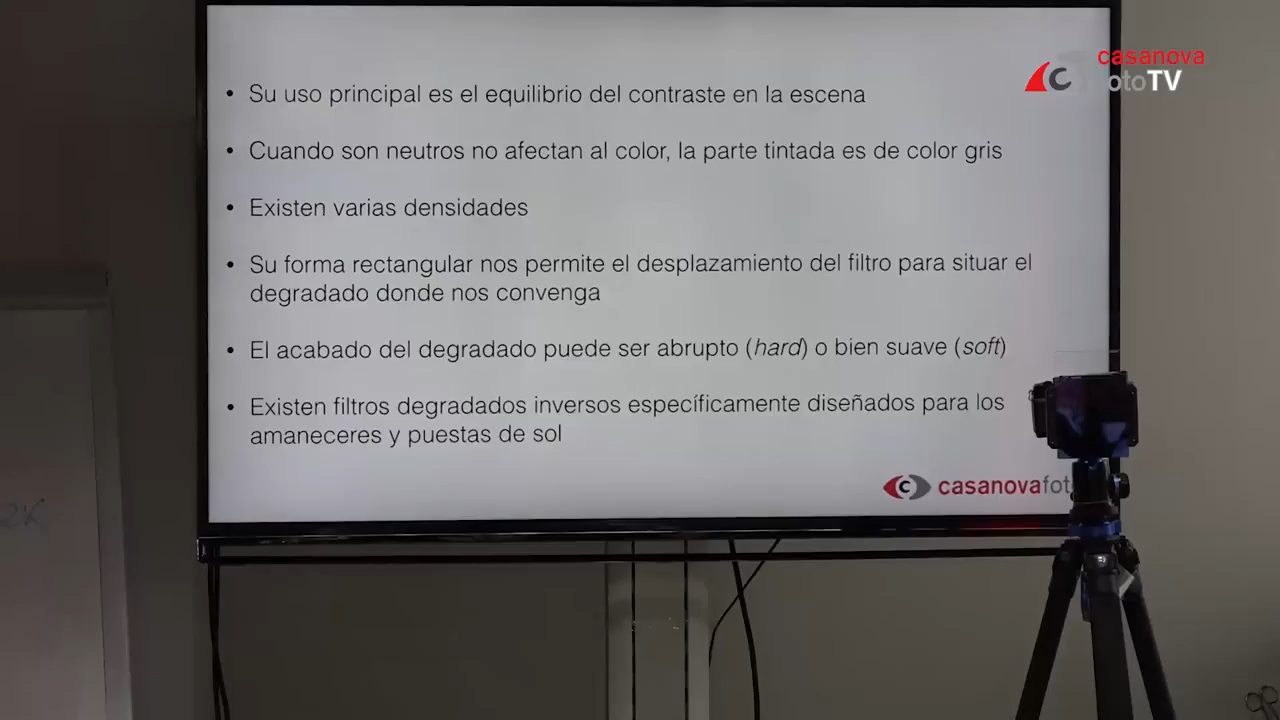 casanova
fotoTV
• Su uso principal es el equilibrio del contraste en la escena
• Cuando son neutros no afectan al color, la parte tintada es de color gris
• Existen varias densidades
• Su forma rectangular nos permite el desplazamiento del filtro para situar el
degradado donde nos convenga
• El acabado del degradado puede ser abrupto (hard) o bien suave (soft)
• Existen filtros degradados inversos específicamente diseñados para los
amaneceres y puestas de sol
casanovafot